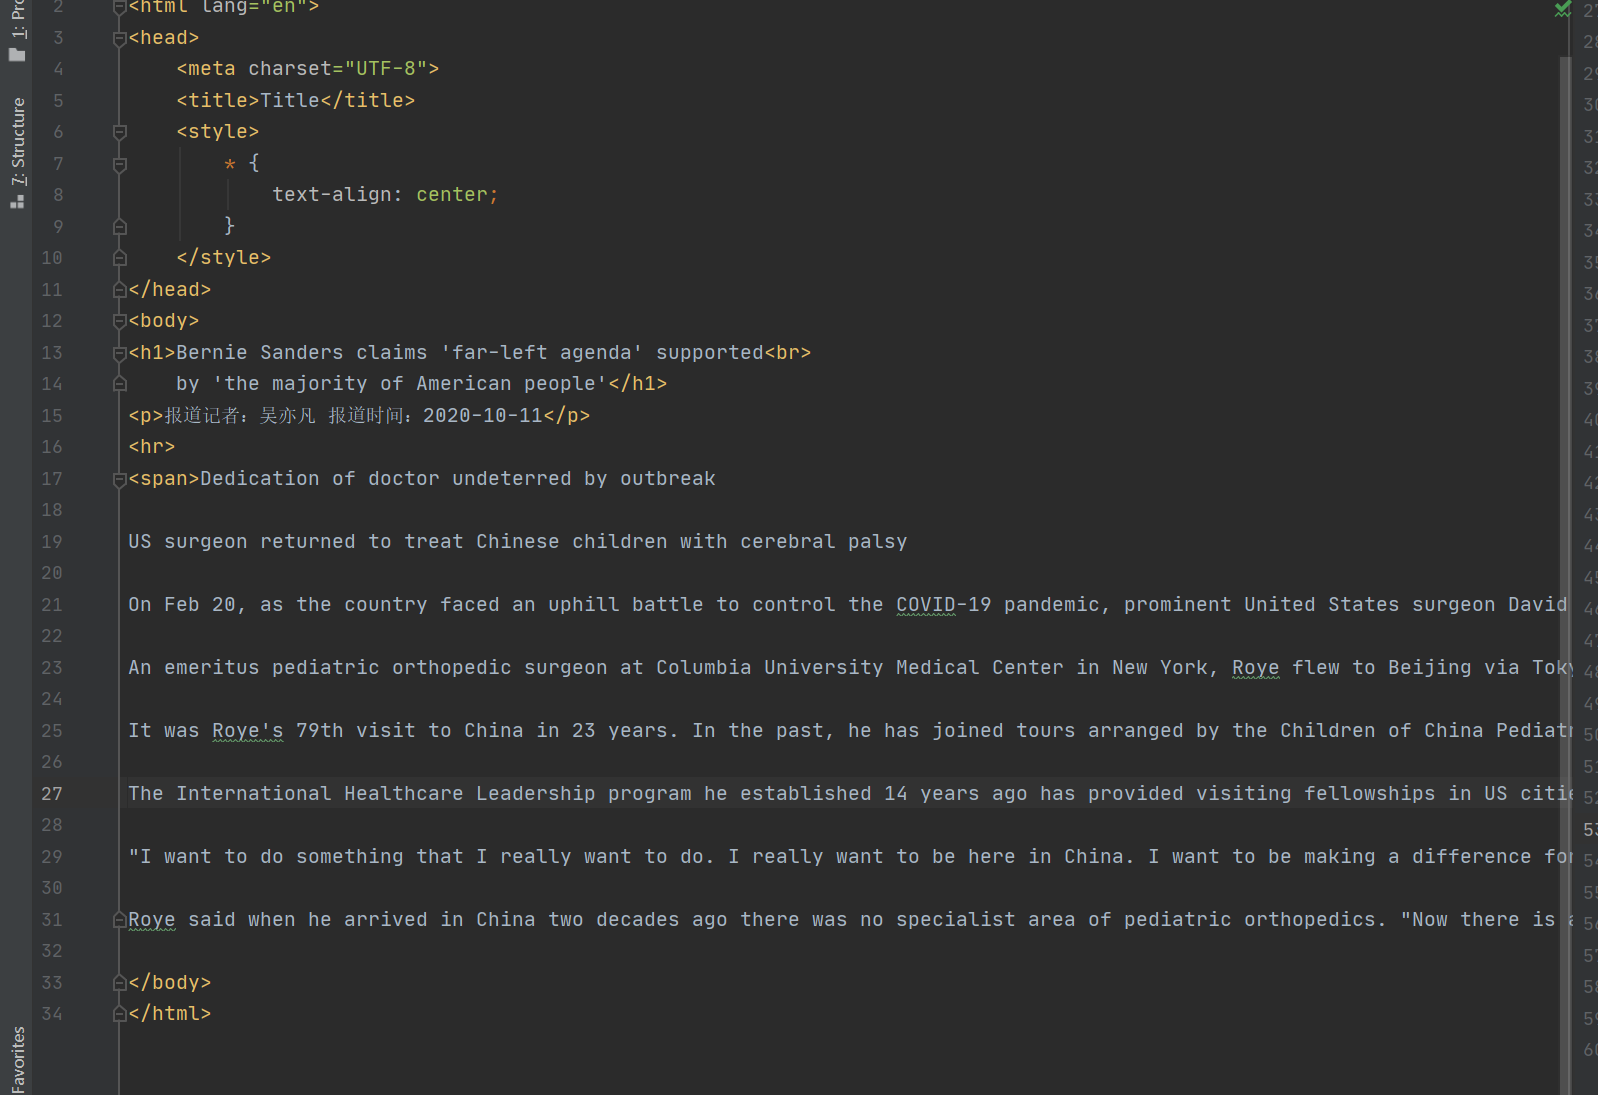 1: Pro
7: Structure
Favorites
2 <html lang="en">
3 <head>
4 <meta charset="UTF-8">
5 <title>Title</title>
6 <style>
7 * {
8 text-align: center;
9 }
10 </style>
11 </head>
12 <body>
13 <h1>Bernie Sanders claims 'far-left agenda' supported<br>
14 by 'the majority of American people'</h1>
15 <p>报道记者：吴亦凡 报道时间：2020-10-11</p>
16 <hr>
17 <span>Dedication of doctor undeterred by outbreak
18
19 US surgeon returned to treat Chinese children with cerebral palsy
20
21 On Feb 20, as the country faced an uphill battle to control the COVID-19 pandemic, prominent United States surgeon David
22
23 An emeritus pediatric orthopedic surgeon at Columbia University Medical Center in New York, Roye flew to Beijing via Toky
24
25 It was Roye's 79th visit to China in 23 years. In the past, he has joined tours arranged by the Children of China Pediatr
26
27 The International Healthcare Leadership program he established 14 years ago has provided visiting fellowships in US citie
28
29 "I want to do something that I really want to do. I really want to be here in China. I want to be making a difference for
30
31 Roye said when he arrived in China two decades ago there was no specialist area of pediatric orthopedics. "Now there is a
32
33 </body>
34 </html>
27
28
29
30
31
32
33
34
35
36
37
38
39
40
41
42
43
44
45
46
47
48
49
50
51
52
53
54
55
56
57
58
59
60